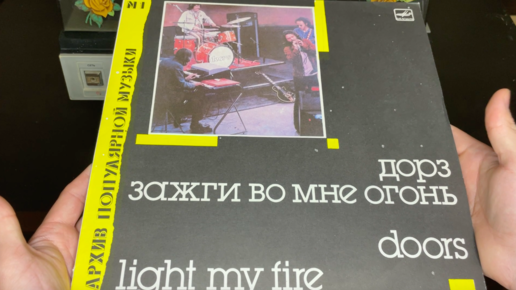 №1
АРХИВ ПОПУЛЯРНОЙ МУЗЫКИ
дорз
зажги во мне огонь
doors
light my fire